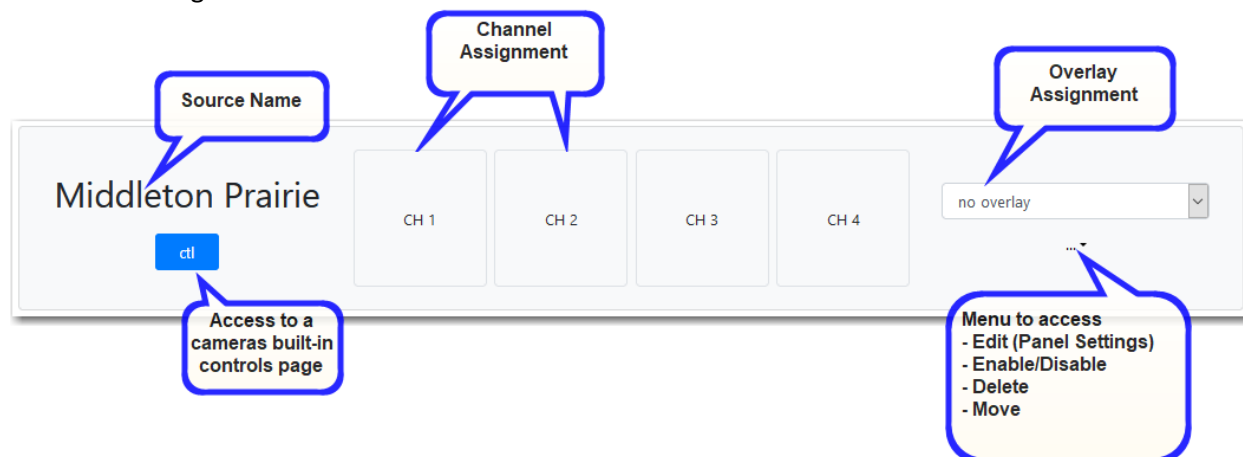 Channel
Assignment
Overlay
Assignment
Source Name
Middleton Prairie
ctl
CH 1
CH 2
CH 3
CH 4
no overlay
...
Access to a
cameras built-in
controls page
Menu to access
- Edit (Panel Settings)
- Enable/Disable
- Delete
- Move